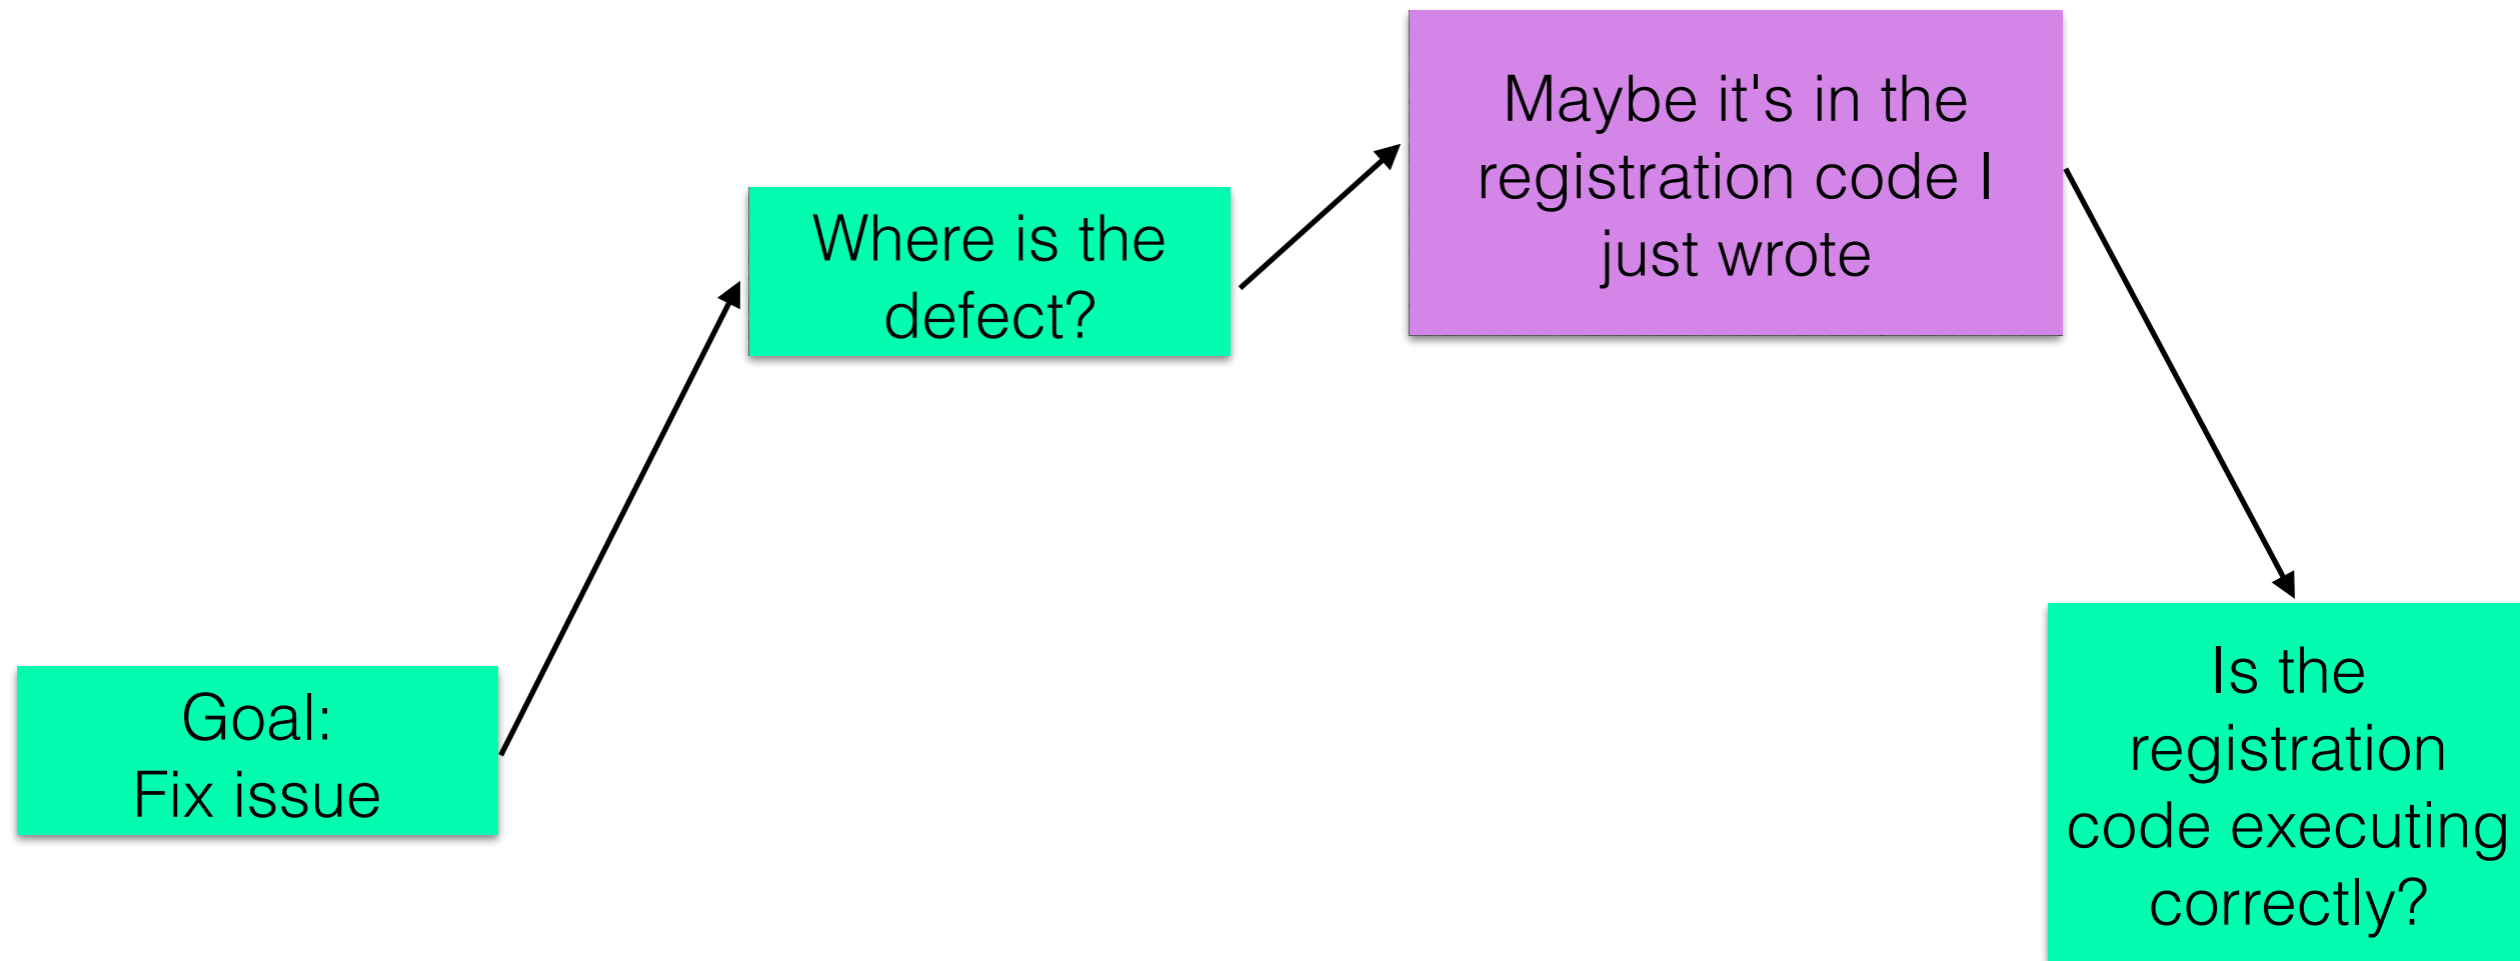 Goal:
Fix issue
Where is the
defect?
Maybe it's in the
registration code I
just wrote
Is the
registration
code executing
correctly?